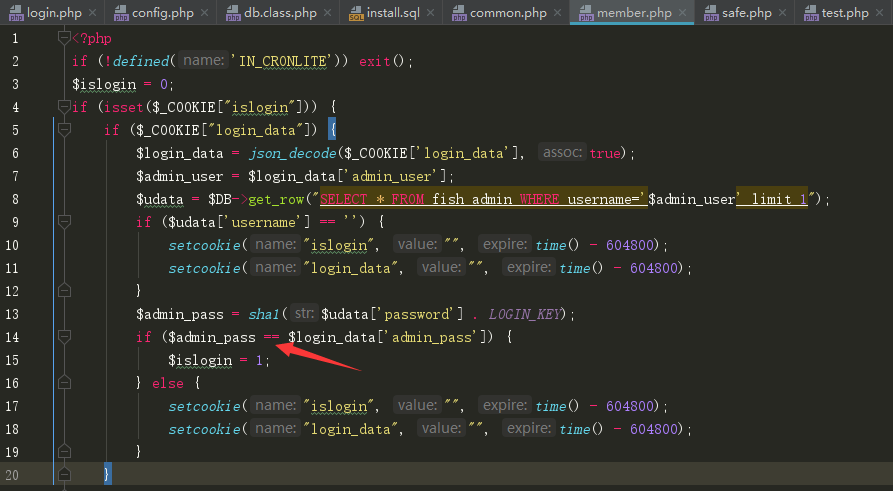 login.php × config.php × db.class.php × install.sql × common.php × member.php × safe.php × test.php ×
1 <?php
2 if (!defined( name: 'IN_CRONLITE')) exit();
3 $islogin = 0;
4 if (isset($_COOKIE["islogin"])) {
5 if ($_COOKIE["login_data"]) {
6 $login_data = json_decode($_COOKIE['login_data'], assoc: true);
7 $admin_user = $login_data['admin_user'];
8 $udata = $DB->get_row("SELECT * FROM fish_admin WHERE username='$admin_user' limit 1");
9 if ($udata['username'] == '') {
10 setcookie( name: "islogin", value: "", expire: time() - 604800);
11 setcookie( name: "login_data", value: "", expire: time() - 604800);
12 }
13 $admin_pass = sha1( str: $udata['password'] . LOGIN_KEY);
14 if ($admin_pass == $login_data['admin_pass']) {
15 $islogin = 1;
16 } else {
17 setcookie( name: "islogin", value: "", expire: time() - 604800);
18 setcookie( name: "login_data", value: "", expire: time() - 604800);
19 }
20 }